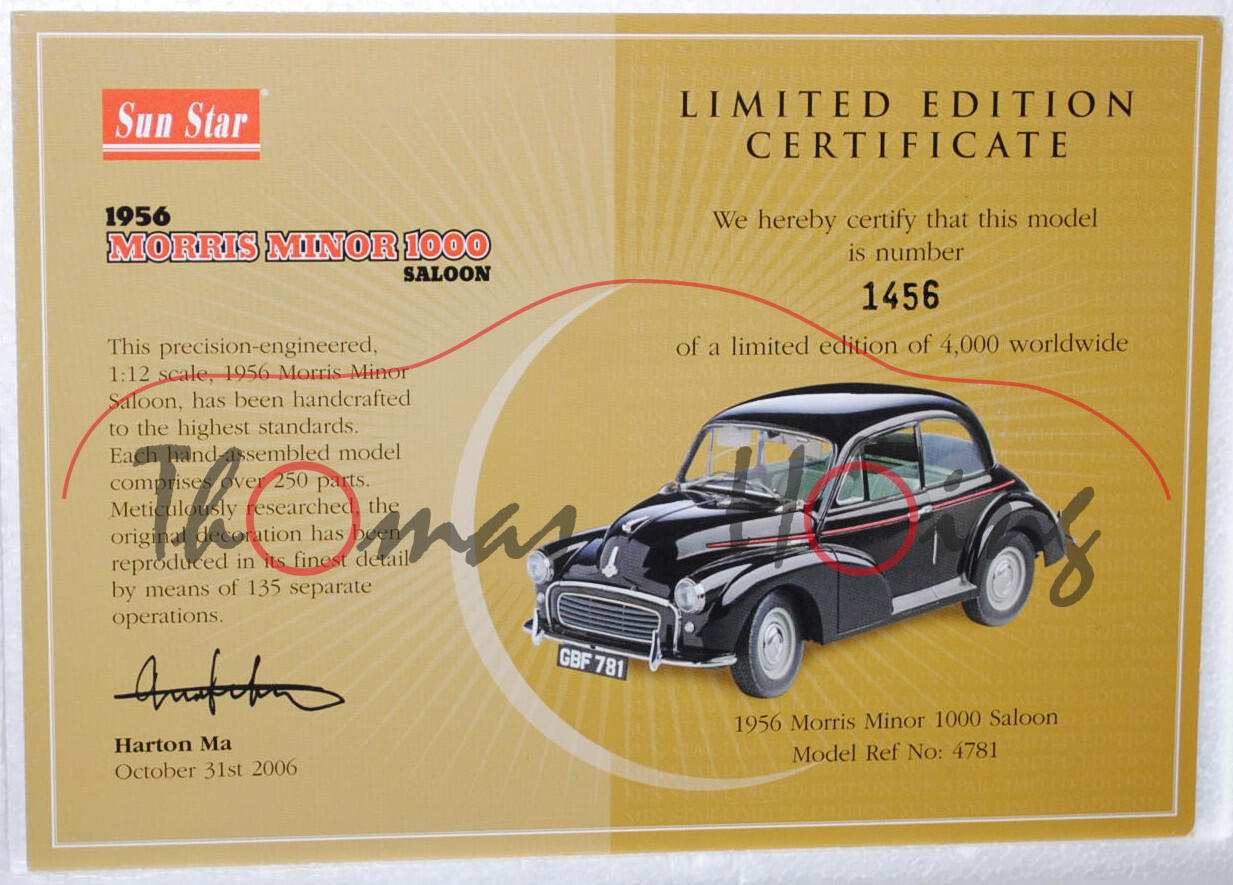 Sun Star
1956
MORRIS MINOR 1000
SALOON
This precision-engineered,
1:12 scale, 1956 Morris Minor
Saloon, has been handcrafted
to the highest standards.
Each hand-assembled model
comprises over 250 parts.
Meticulously researched, the
original decoration has been
reproduced in its finest detail
by means of 135 separate
operations.
Harton Ma
October 31st 2006
LIMITED EDITION
CERTIFICATE
We hereby certify that this model
is number
1456
of a limited edition of 4,000 worldwide
GBF 781
1956 Morris Minor 1000 Saloon
Model Ref No: 4781
Thomas